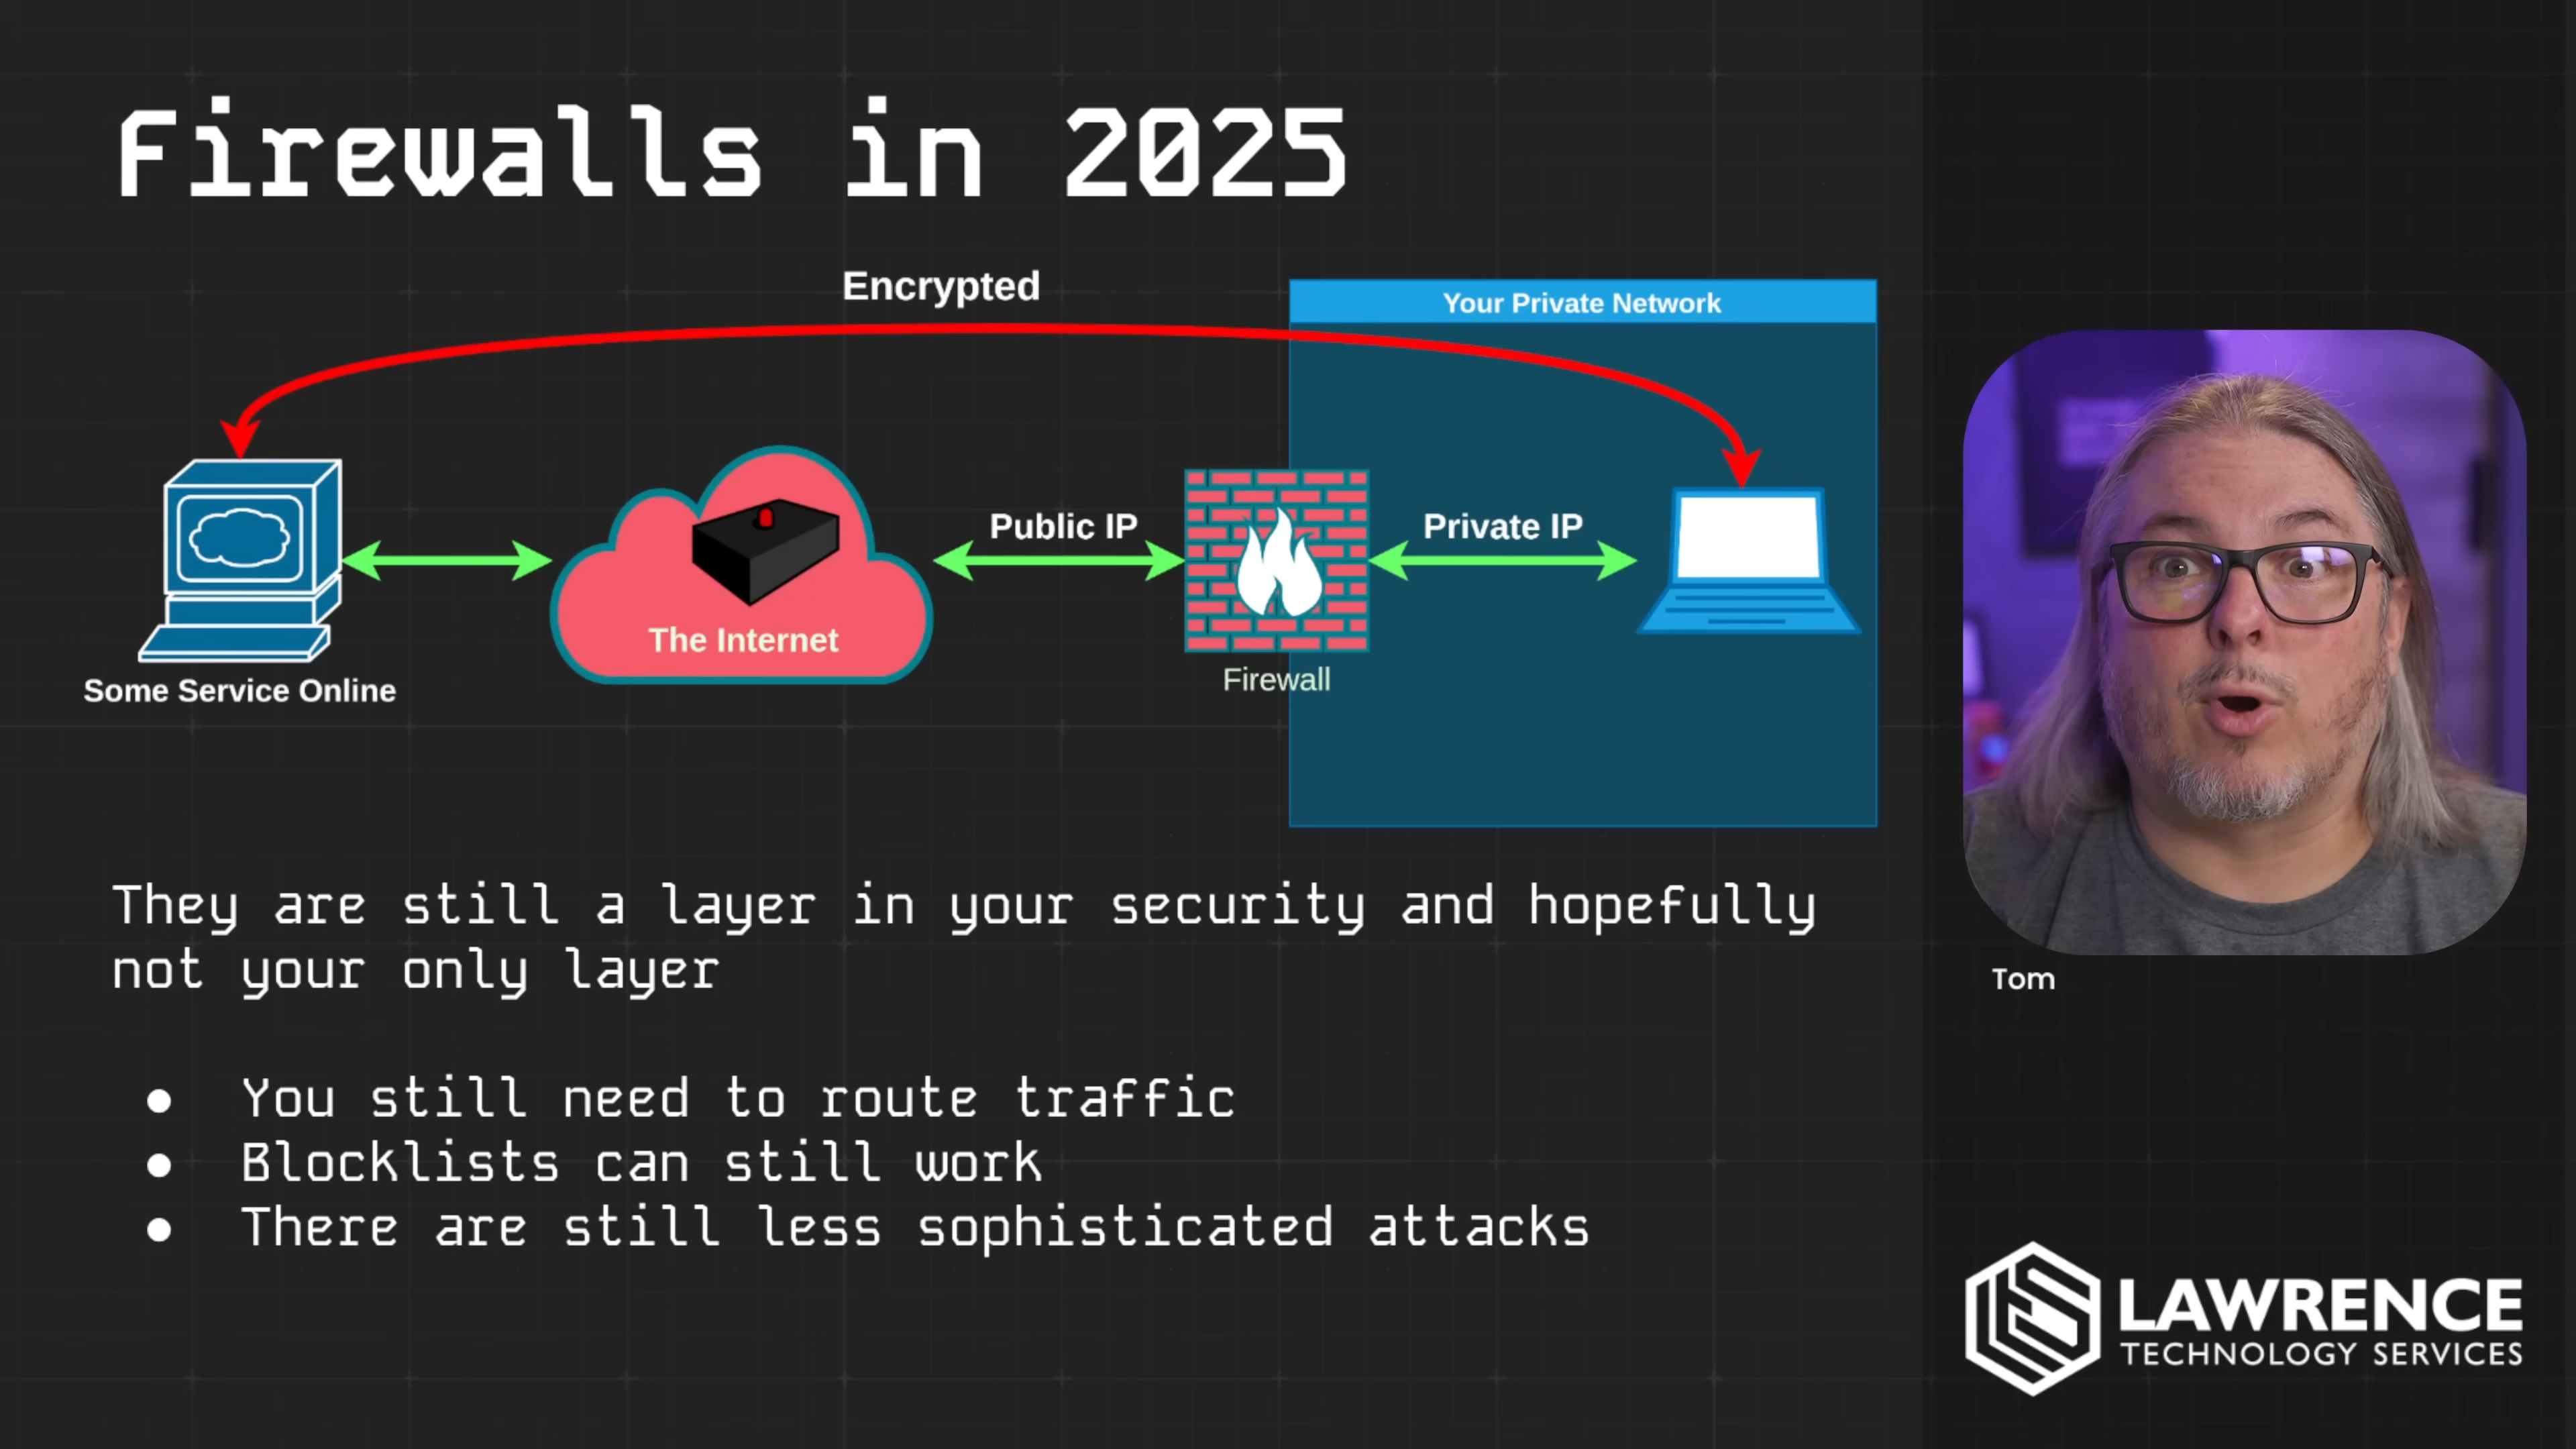 Firewalls in 2025
Encrypted
Your Private Network
Public IP
Private IP
The Internet
Firewall
Some Service Online
They are still a layer in your security and hopefully
not your only layer
● You still need to route traffic
● Blocklists can still work
● There are still less sophisticated attacks
Tom
LAWRENCE
TECHNOLOGY SERVICES